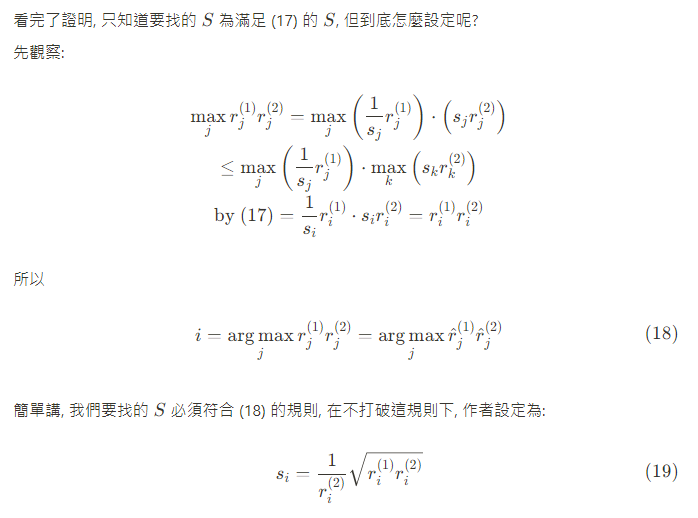 看完了證明, 只知道要找的 $S$ 為滿足 (17) 的 $S$, 但到底怎麼設定呢?
先觀察:
$\max_j r_j^{(1)} r_j^{(2)} = \max_j \left( \frac{1}{s_j} r_j^{(1)} \right) \cdot \left( s_j r_j^{(2)} \right)$
$\leq \max_j \left( \frac{1}{s_j} r_j^{(1)} \right) \cdot \max_k \left( s_k r_k^{(2)} \right)$
$\text{by (17)} = \frac{1}{s_i} r_i^{(1)} \cdot s_i r_i^{(2)} = r_i^{(1)} r_i^{(2)}$
所以
$i = \arg\max_j r_j^{(1)} r_j^{(2)} = \arg\max_j \hat{r}_j^{(1)} \hat{r}_j^{(2)}$ (18)
簡單講, 我們要找的 $S$ 必須符合 (18) 的規則, 在不打破這規則下, 作者設定為:
$s_i = \frac{1}{r_i^{(2)}} \sqrt{r_i^{(1)} r_i^{(2)}}$ (19)